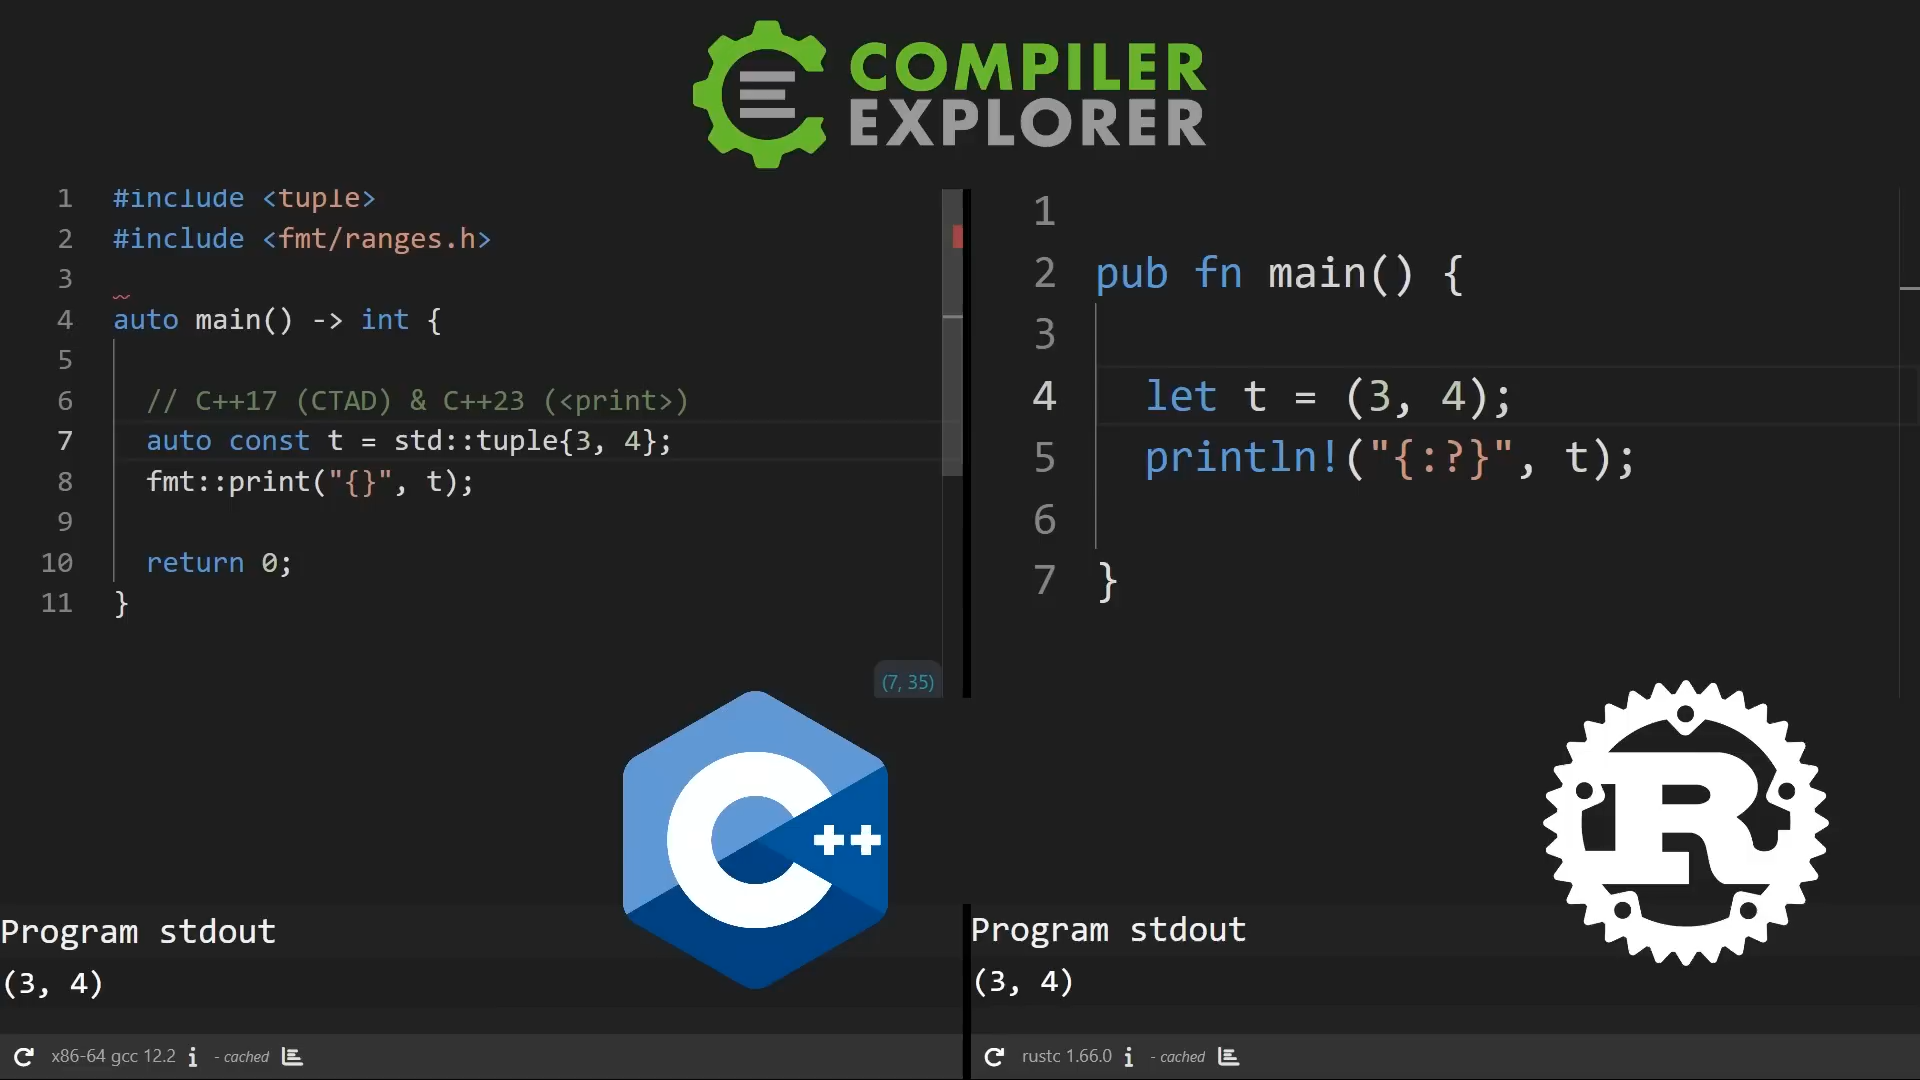 COMPILER
EXPLORER
1 #include <tuple>
2 #include <fmt/ranges.h>
3
4 auto main() -> int {
5
6 // C++17 (CTAD) & C++23 (<print>)
7 auto const t = std::tuple{3, 4};
8 fmt::print("{}", t);
9
10 return 0;
11 }
(7, 35)
1
2 pub fn main() {
3
4 let t = (3, 4);
5 println!("{:?}", t);
6
7 }
C++
R
Program stdout
(3, 4)
x86-64 gcc 12.2 i - cached
Program stdout
(3, 4)
rustc 1.66.0 i - cached